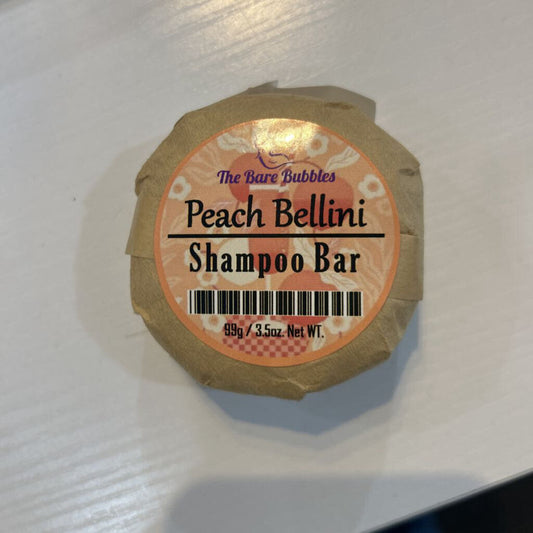 The Bare Bubbles
Peach Bellini
Shampoo Bar
99g / 3.5oz. Net WT.